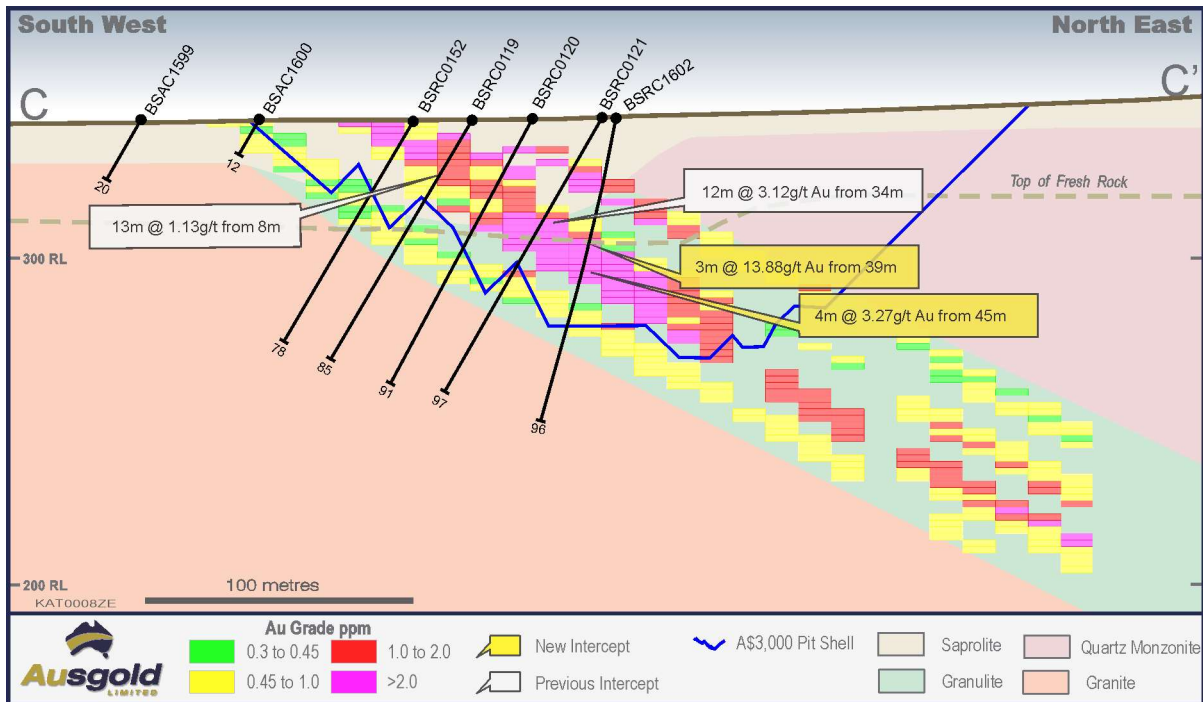 South West
North East
C
C'
BSAC1599
BSAC1600
BSRC0152
BSRC0119
BSRC0120
BSRC0121
BSRC1602
20
12
78
85
91
97
96
13m @ 1.13g/t from 8m
12m @ 3.12g/t Au from 34m
3m @ 13.88g/t Au from 39m
4m @ 3.27g/t Au from 45m
Top of Fresh Rock
300 RL
200 RL
KAT0008ZE
100 metres
Ausgold
LIMITED
Au Grade ppm
0.3 to 0.45
1.0 to 2.0
0.45 to 1.0
>2.0
New Intercept
Previous Intercept
A$3,000 Pit Shell
Saprolite
Quartz Monzonite
Granulite
Granite